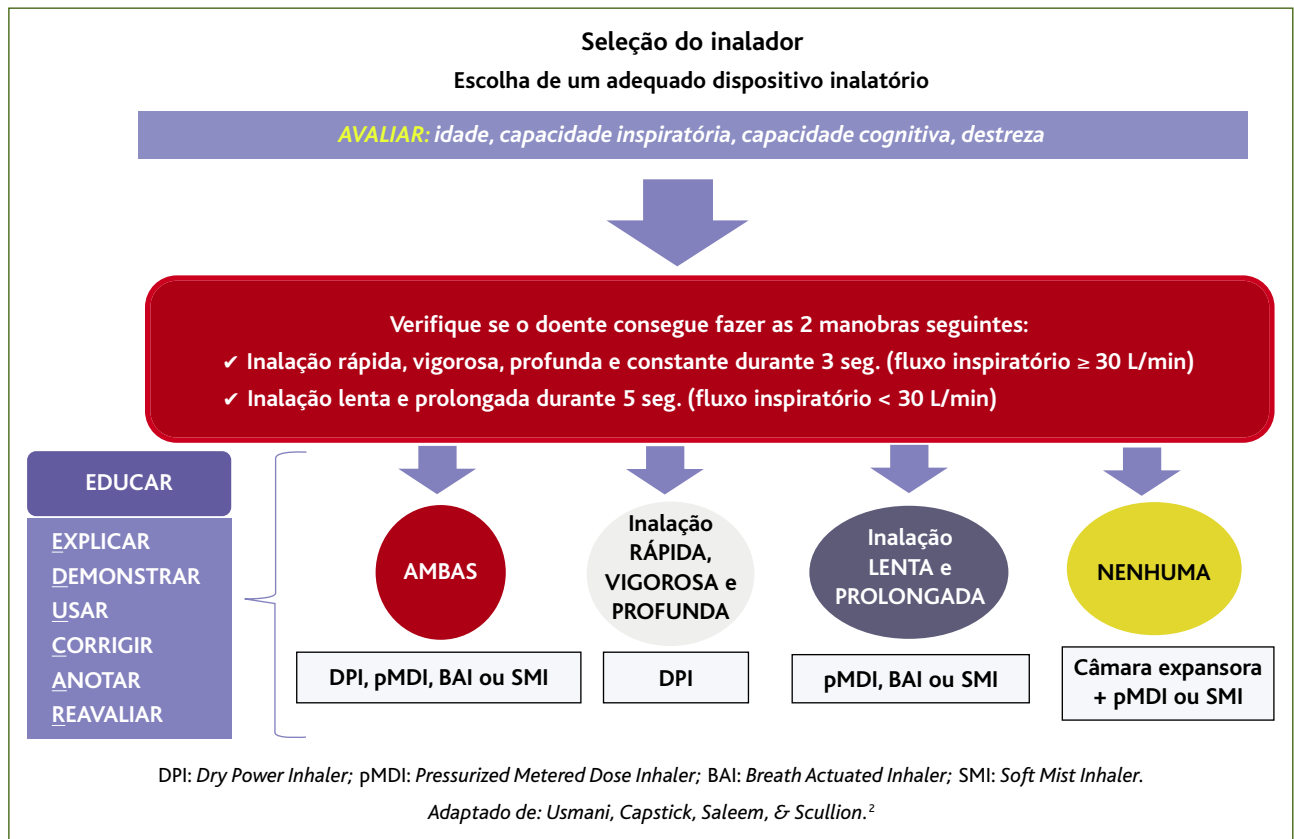 Seleção do inalador
Escolha de um adequado dispositivo inalatório
AVALIAR: idade, capacidade inspiratória, capacidade cognitiva, destreza
Verifique se o doente consegue fazer as 2 manobras seguintes:
✔ Inalação rápida, vigorosa, profunda e constante durante 3 seg. (fluxo inspiratório ≥ 30 L/min)
✔ Inalação lenta e prolongada durante 5 seg. (fluxo inspiratório < 30 L/min)
EDUCAR
EXPLICAR
DEMONSTRAR
USAR
CORRIGIR
ANOTAR
REAVALIAR
AMBAS
DPI, pMDI, BAI ou SMI
Inalação
RÁPIDA,
VIGOROSA e
PROFUNDA
DPI
Inalação
LENTA e
PROLONGADA
pMDI, BAI ou SMI
NENHUMA
Câmara expansora
+ pMDI ou SMI
DPI: Dry Power Inhaler; pMDI: Pressurized Metered Dose Inhaler; BAI: Breath Actuated Inhaler; SMI: Soft Mist Inhaler.
Adaptado de: Usmani, Capstick, Saleem, & Scullion.²